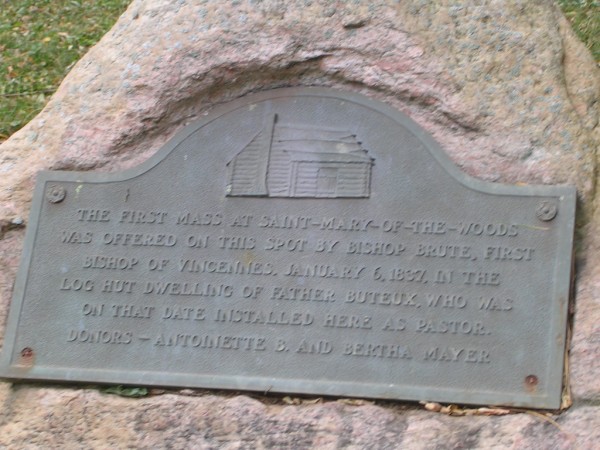 THE FIRST MASS AT SAINT-MARY-OF-THE-WOODS
WAS OFFERED ON THIS SPOT BY BISHOP BRUTE, FIRST
BISHOP OF VINCENNES. JANUARY 6, 1837, IN THE
LOG HUT DWELLING OF FATHER BUTEUX, WHO WAS
ON THAT DATE INSTALLED HERE AS PASTOR.
DONORS - ANTOINETTE B. AND BERTHA MAYER